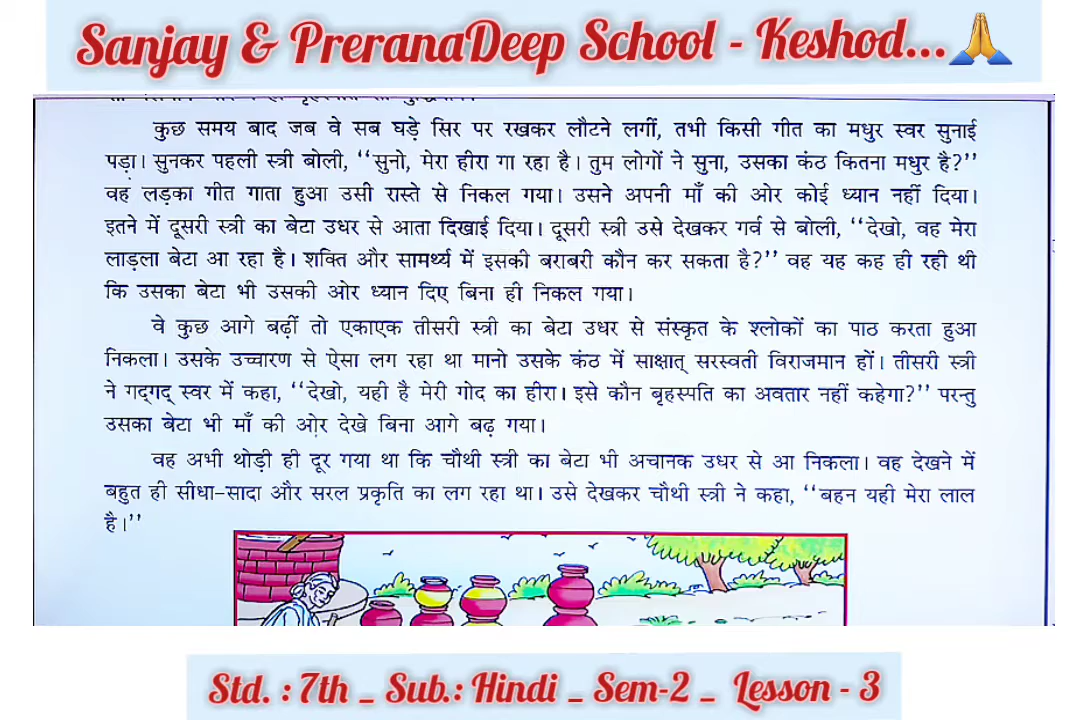 Sanjay & PreranaDeep School - Keshod...🙏
कुछ समय बाद जब वे सब घड़े सिर पर रखकर लौटने लगीं, तभी किसी गीत का मधुर स्वर सुनाई
पड़ा। सुनकर पहली स्त्री बोली, ‘‘सुनो, मेरा हीरा गा रहा है। तुम लोगों ने सुना, उसका कंठ कितना मधुर है?’’
वह लड़का गीत गाता हुआ उसी रास्ते से निकल गया। उसने अपनी माँ की ओर कोई ध्यान नहीं दिया।
इतने में दूसरी स्त्री का बेटा उधर से आता दिखाई दिया। दूसरी स्त्री उसे देखकर गर्व से बोली, ‘‘देखो, वह मेरा
लाड़ला बेटा आ रहा है। शक्ति और सामर्थ्य में इसकी बराबरी कौन कर सकता है?’’ वह यह कह ही रही थी
कि उसका बेटा भी उसकी ओर ध्यान दिए बिना ही निकल गया।
वे कुछ आगे बढ़ीं तो एकाएक तीसरी स्त्री का बेटा उधर से संस्कृत के श्लोकों का पाठ करता हुआ
निकला। उसके उच्चारण से ऐसा लग रहा था मानो उसके कंठ में साक्षात् सरस्वती विराजमान हों। तीसरी स्त्री
ने गद्‌गद् स्वर में कहा, ‘‘देखो, यही है मेरी गोद का हीरा। इसे कौन बृहस्पति का अवतार नहीं कहेगा?’’ परन्तु
उसका बेटा भी माँ की ओर देखे बिना आगे बढ़ गया।
वह अभी थोड़ी ही दूर गया था कि चौथी स्त्री का बेटा भी अचानक उधर से आ निकला। वह देखने में
बहुत ही सीधा-सादा और सरल प्रकृति का लग रहा था। उसे देखकर चौथी स्त्री ने कहा, ‘‘बहन यही मेरा लाल
है।’’
Std. : 7th _ Sub.: Hindi _ Sem-2 _ Lesson - 3